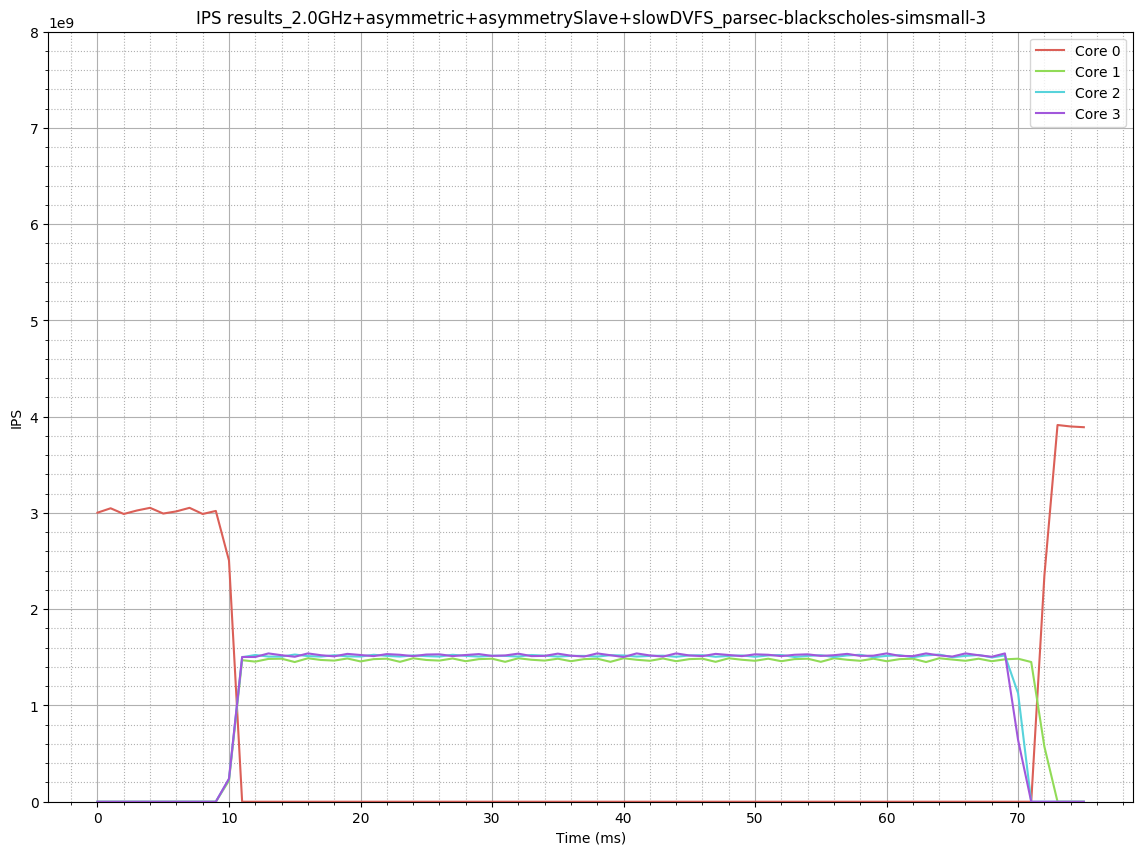 IPS results_2.0GHz+asymmetric+asymmetrySlave+slowDVFS_parsec-blackscholes-simsmall-3
1e9
8
7
6
5
4
3
2
1
0
IPS
Core 0
Core 1
Core 2
Core 3
0 10 20 30 40 50 60 70
Time (ms)